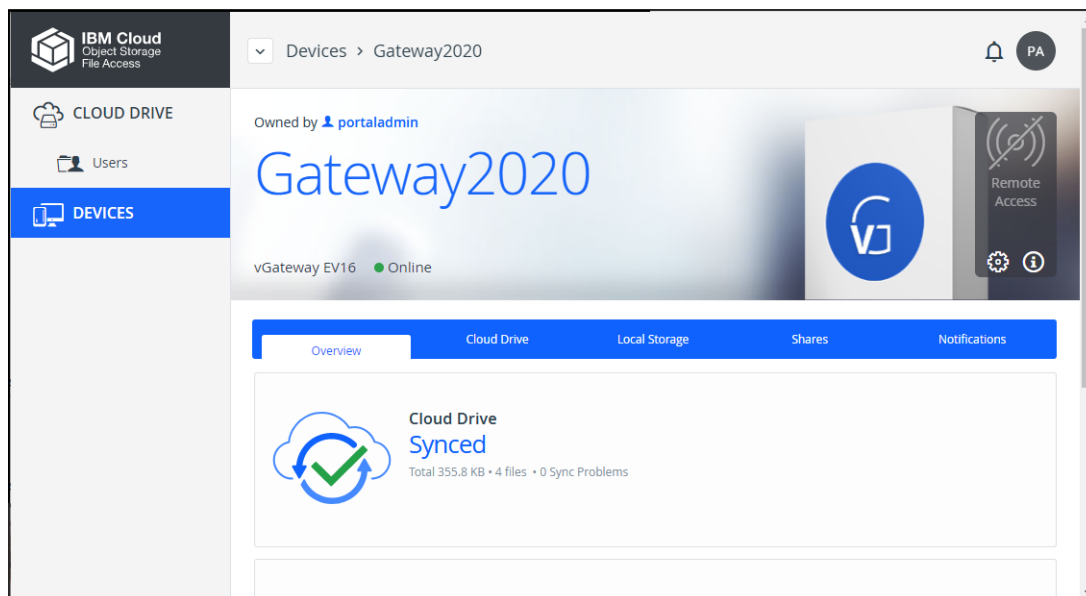 IBM Cloud
Object Storage
File Access
Devices > Gateway2020
PA
CLOUD DRIVE
Users
DEVICES
Owned by portaladmin
Gateway2020
vGateway EV16 ● Online
Remote
Access
Overview
Cloud Drive
Local Storage
Shares
Notifications
Cloud Drive
Synced
Total 355.8 KB • 4 files • 0 Sync Problems